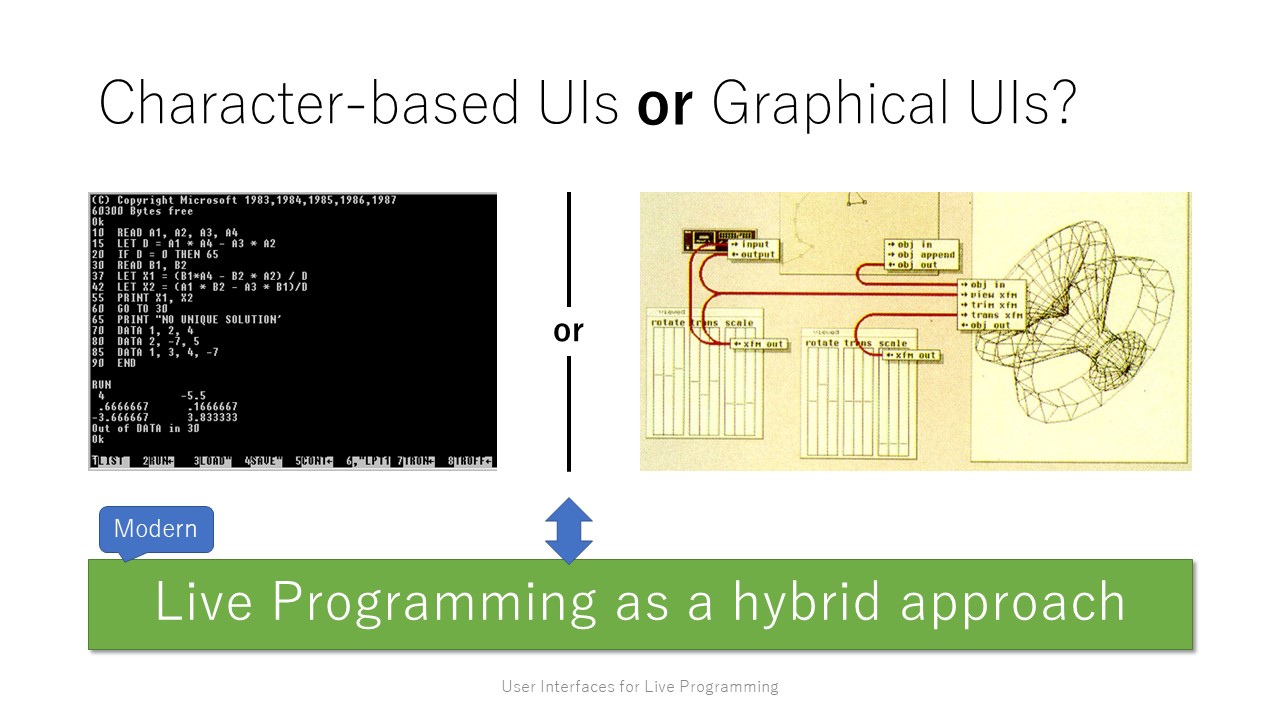 Character-based UIs or Graphical UIs?
(C) Copyright Microsoft 1983,1984,1985,1986,1987
60300 Bytes free
Ok
10 READ A1, A2, A3, A4
15 LET D = A1 * A4 - A3 * A2
20 IF D = 0 THEN 65
30 READ B1, B2
37 LET X1 = (B1*A4 - B2 * A2) / D
42 LET X2 = (A1 * B2 - A3 * B1)/D
55 PRINT X1, X2
60 GO TO 30
65 PRINT "NO UNIQUE SOLUTION"
70 DATA 1, 2, 4
80 DATA 2, -7, 5
85 DATA 1, 3, 4, -7
90 END
RUN
4 -5.5
.6666667 .1666667
-3.666667 3.833333
Out of DATA in 30
Ok
1LIST 2RUN← 3LOAD" 4SAVE" 5CONT← 6,"LPT1 7TRON← 8TROFF←
or
→ input
← output
→ obj in
→ obj append
← obj out
→ obj in
→ view xfm
→ trim xfm
→ trans xfm
← obj out
viewed
rotate trans scale
← xfm out
viewed
rotate trans scale
← xfm out
Modern
Live Programming as a hybrid approach
User Interfaces for Live Programming